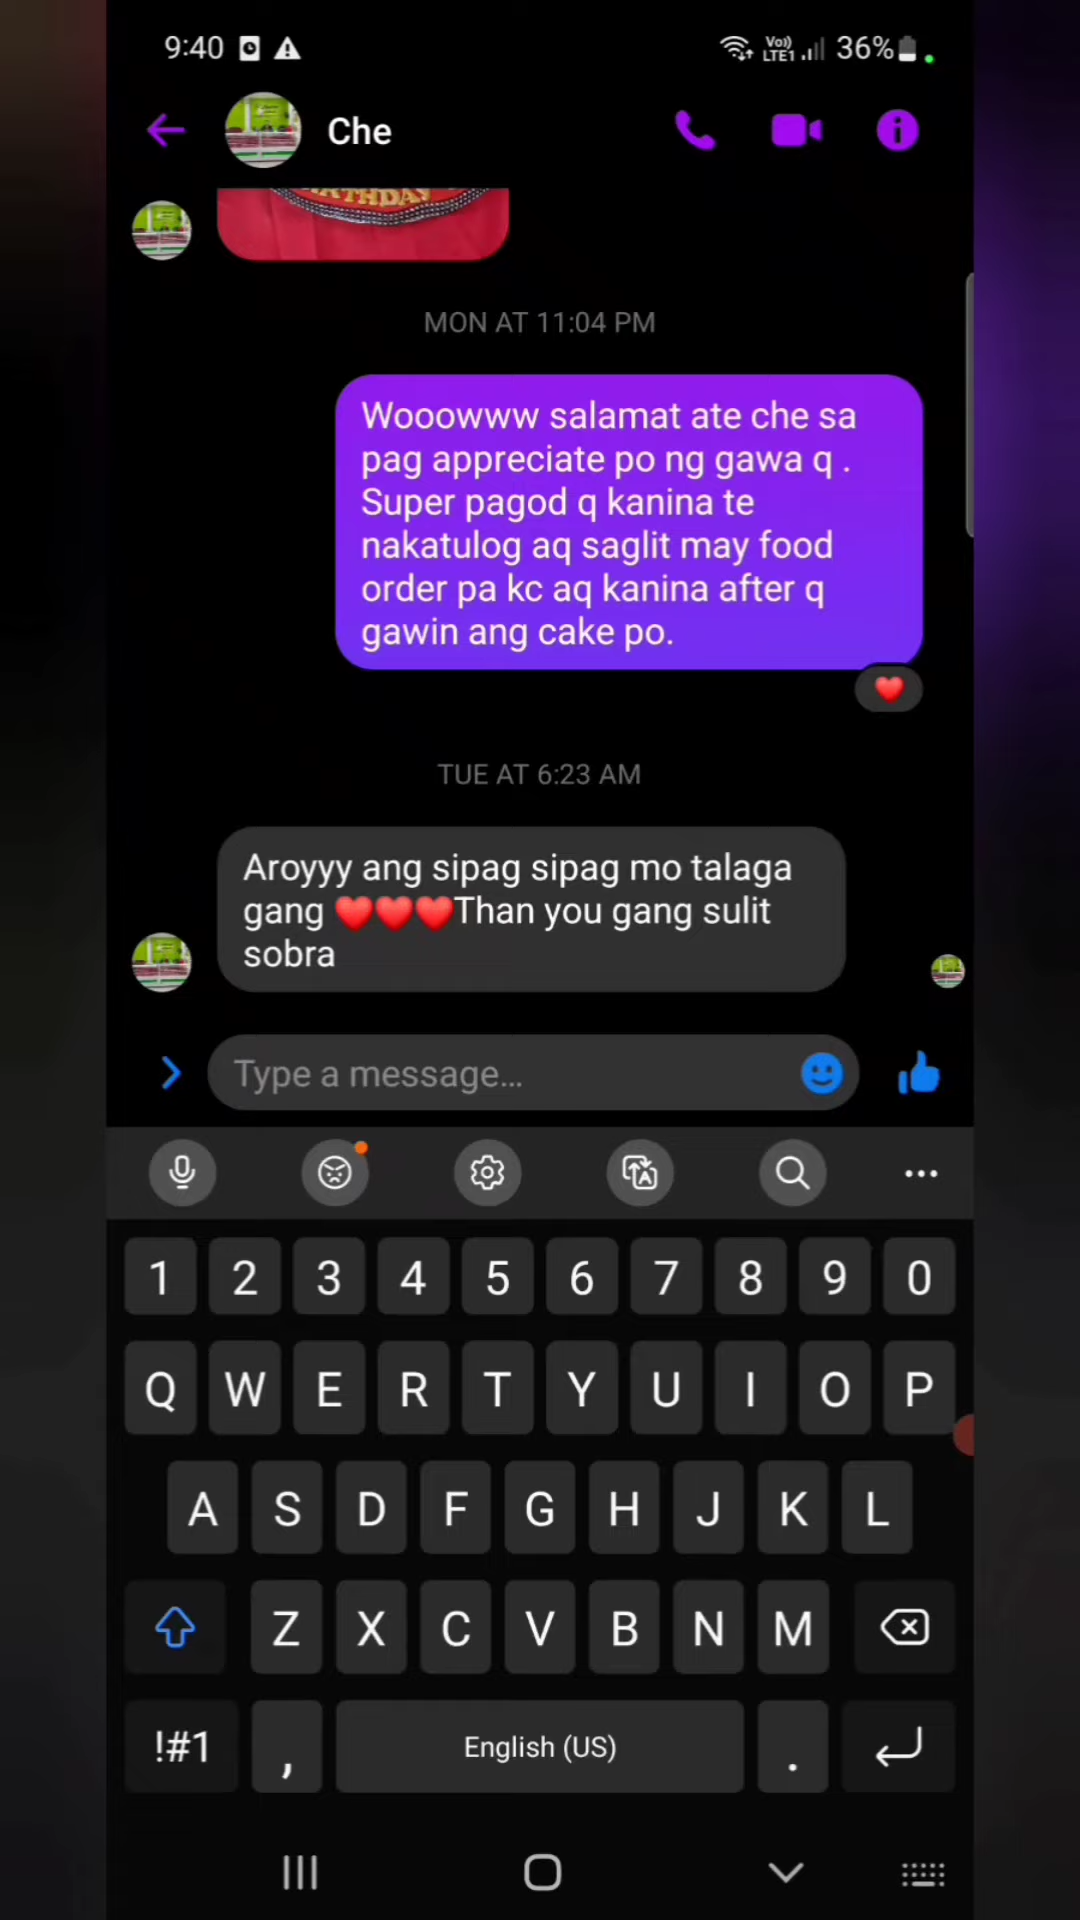 9:40
Vo))
LTE1
36%
Che
RTHDAY
MON AT 11:04 PM
Wooowww salamat ate che sa
pag appreciate po ng gawa q .
Super pagod q kanina te
nakatulog aq saglit may food
order pa kc aq kanina after q
gawin ang cake po.
TUE AT 6:23 AM
Aroyyy ang sipag sipag mo talaga
gang ❤️❤️❤️Than you gang sulit
sobra
Type a message...
1 2 3 4 5 6 7 8 9 0
Q W E R T Y U I O P
A S D F G H J K L
Z X C V B N M
!#1 , English (US) .